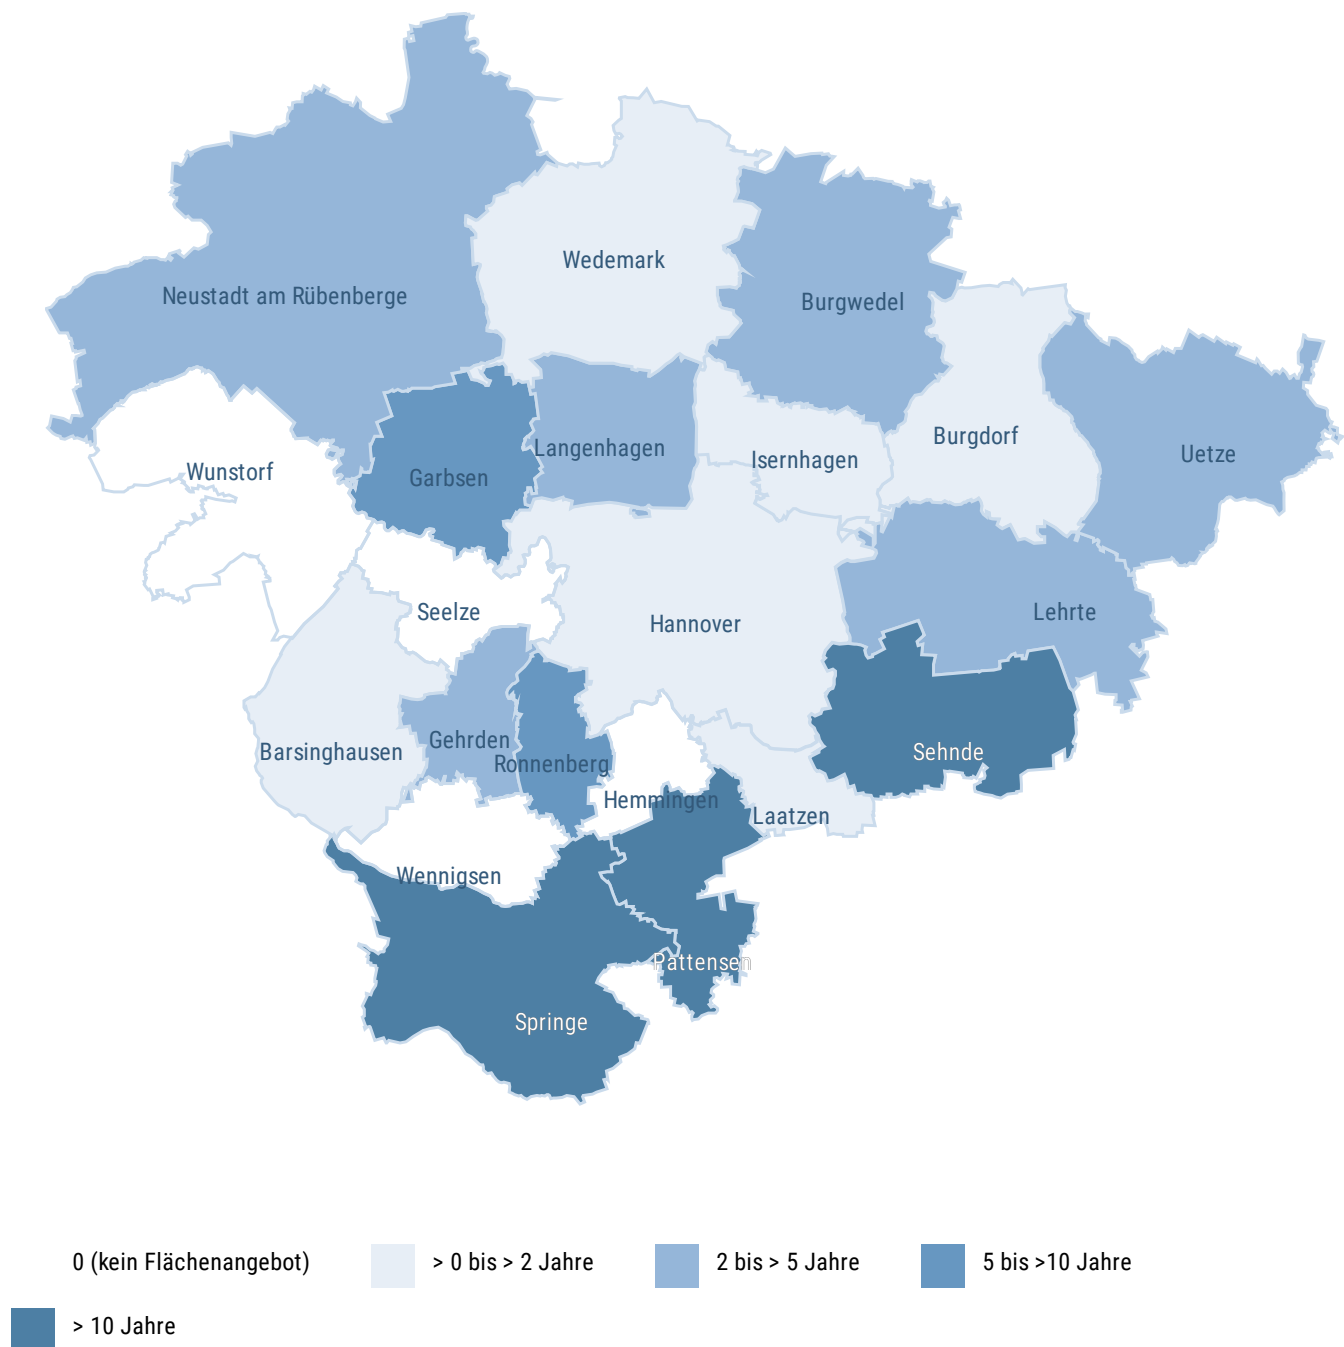 Wedemark
Neustadt am Rübenberge
Burgwedel
Burgdorf
Langenhagen
Isernhagen
Uetze
Wunstorf
Garbsen
Seelze
Hannover
Lehrte
Gehrden
Barsinghausen
Ronnenberg
Sehnde
Hemmingen
Laatzen
Wennigsen
Pattensen
Springe
0 (kein Flächenangebot)
> 0 bis > 2 Jahre
2 bis > 5 Jahre
5 bis >10 Jahre
> 10 Jahre